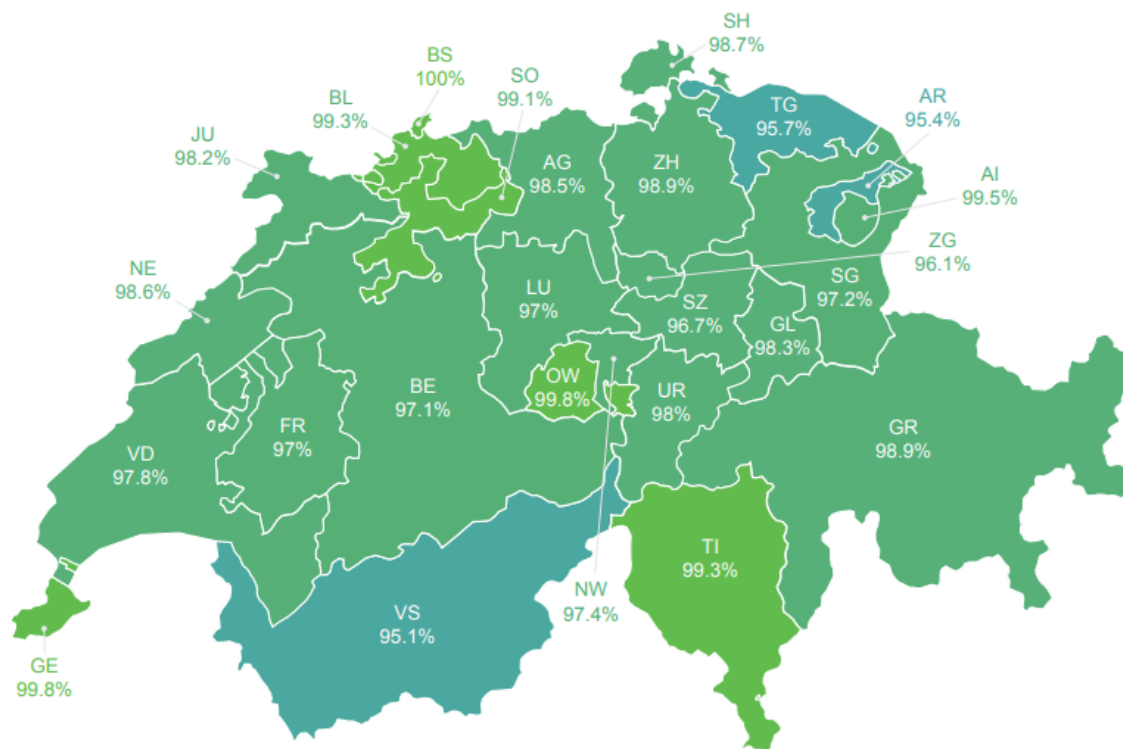 SH
98.7%
BS
100%
SO
99.1%
BL
99.3%
TG
95.7%
AR
95.4%
JU
98.2%
AG
98.5%
ZH
98.9%
AI
99.5%
ZG
96.1%
NE
98.6%
LU
97%
SZ
96.7%
SG
97.2%
GL
98.3%
BE
97.1%
OW
99.8%
UR
98%
FR
97%
GR
98.9%
VD
97.8%
TI
99.3%
NW
97.4%
VS
95.1%
GE
99.8%